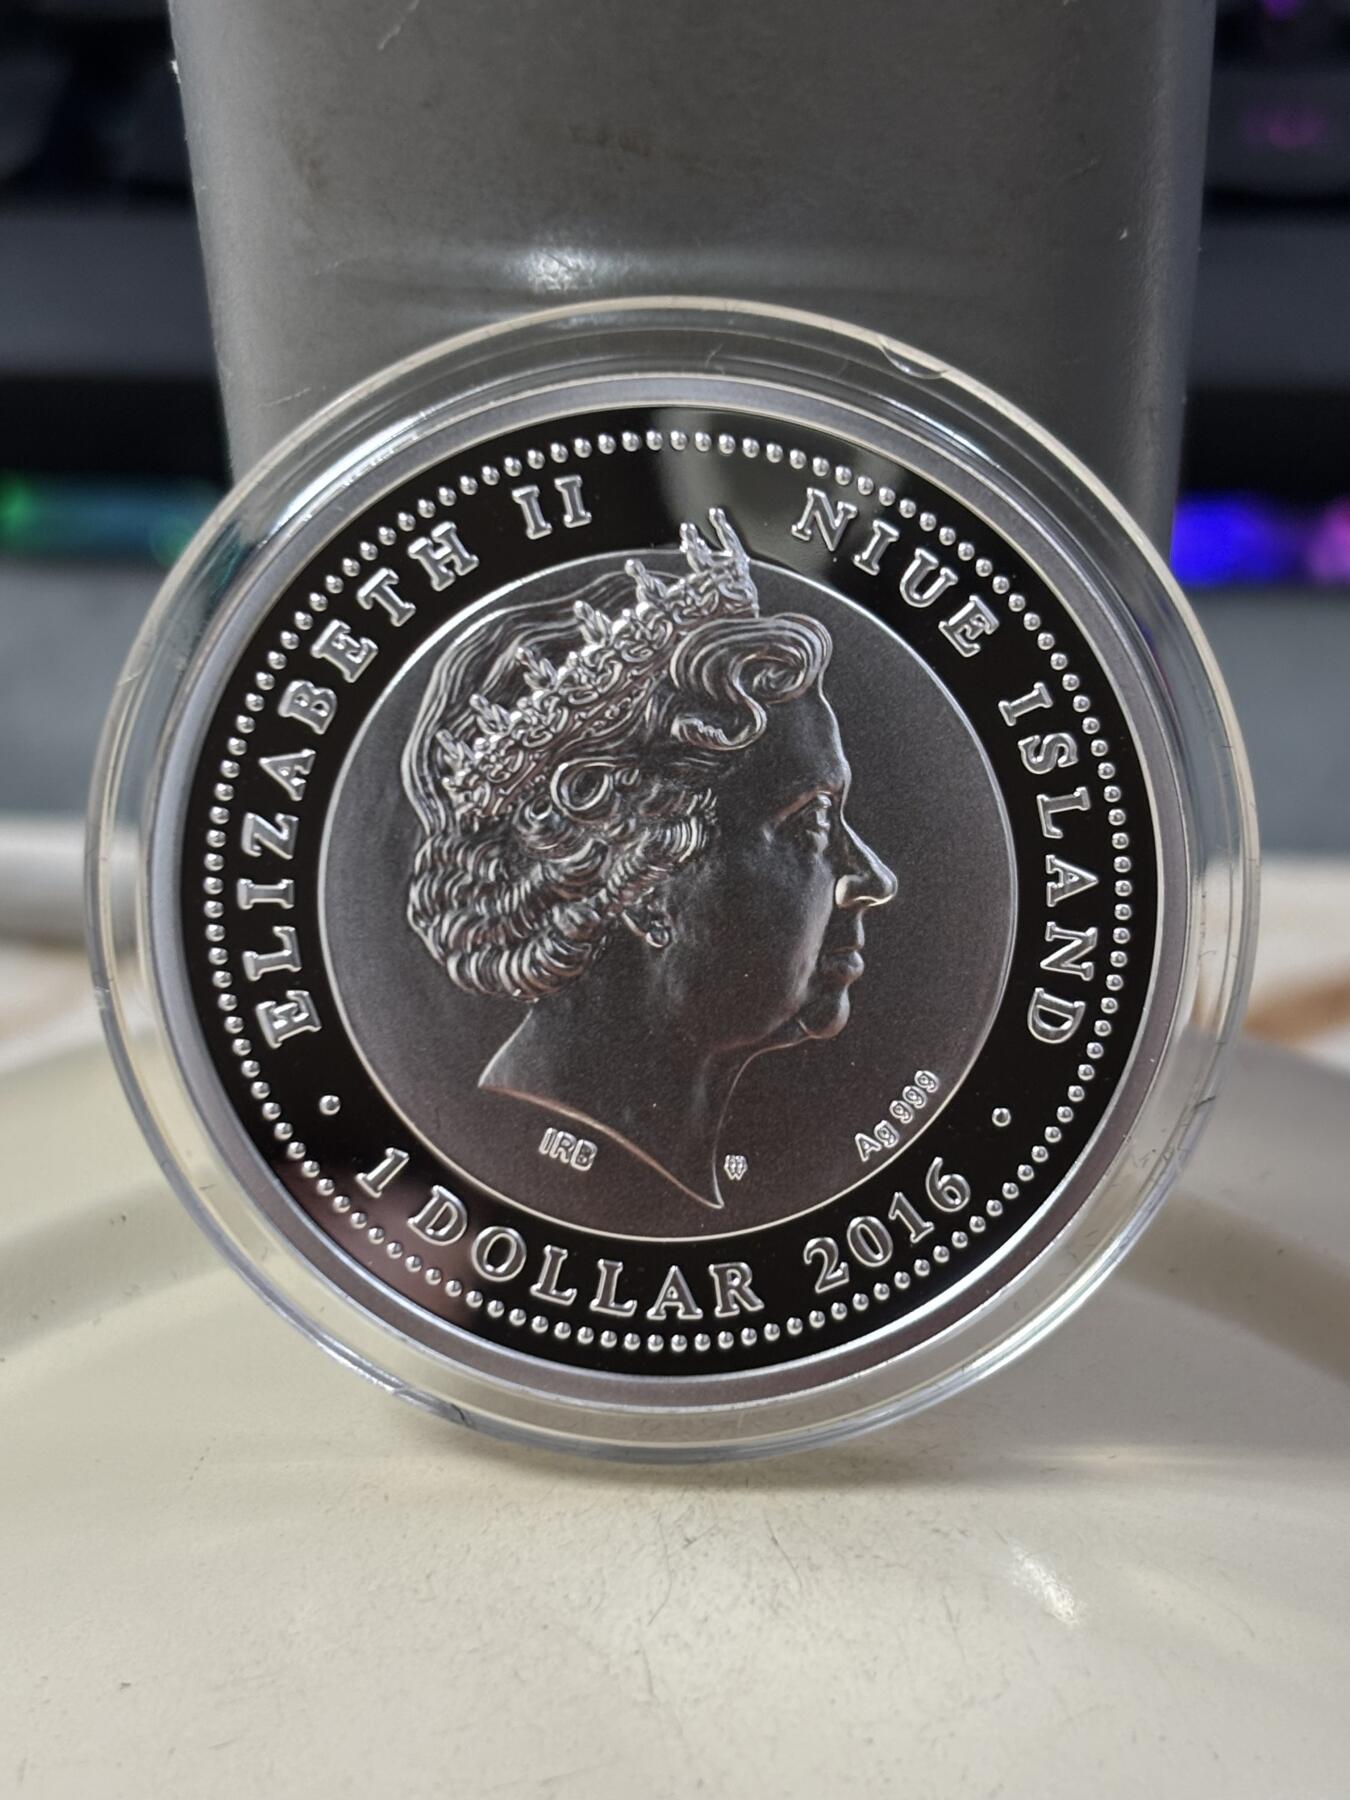 ELIZABETH II NIUE ISLAND
IRB
Ag 999
1 DOLLAR 2016